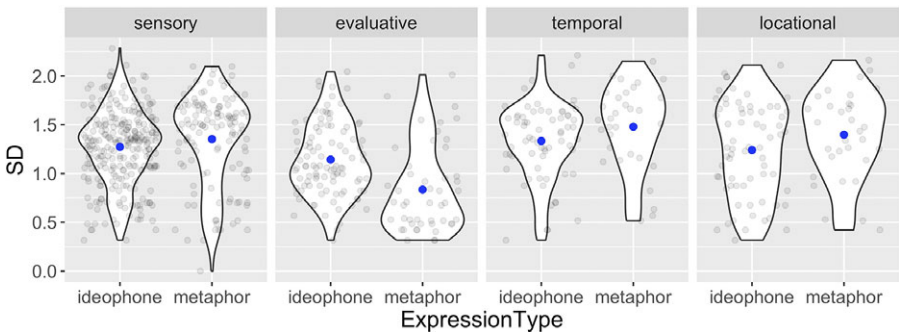 sensory evaluative temporal locational
SD
2.0
1.5
1.0
0.5
0.0
ideophone metaphor ideophone metaphor ideophone metaphor ideophone metaphor
ExpressionType